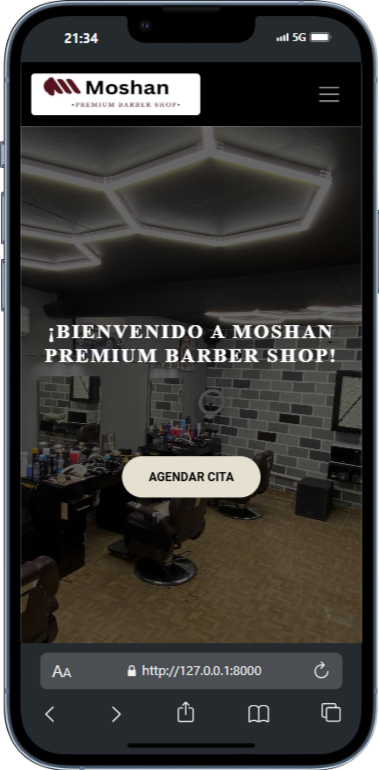 21:34
5G
Moshan
•PREMIUM BARBER SHOP•
¡BIENVENIDO A MOSHAN
PREMIUM BARBER SHOP!
AGENDAR CITA
AA
http://127.0.0.1:8000